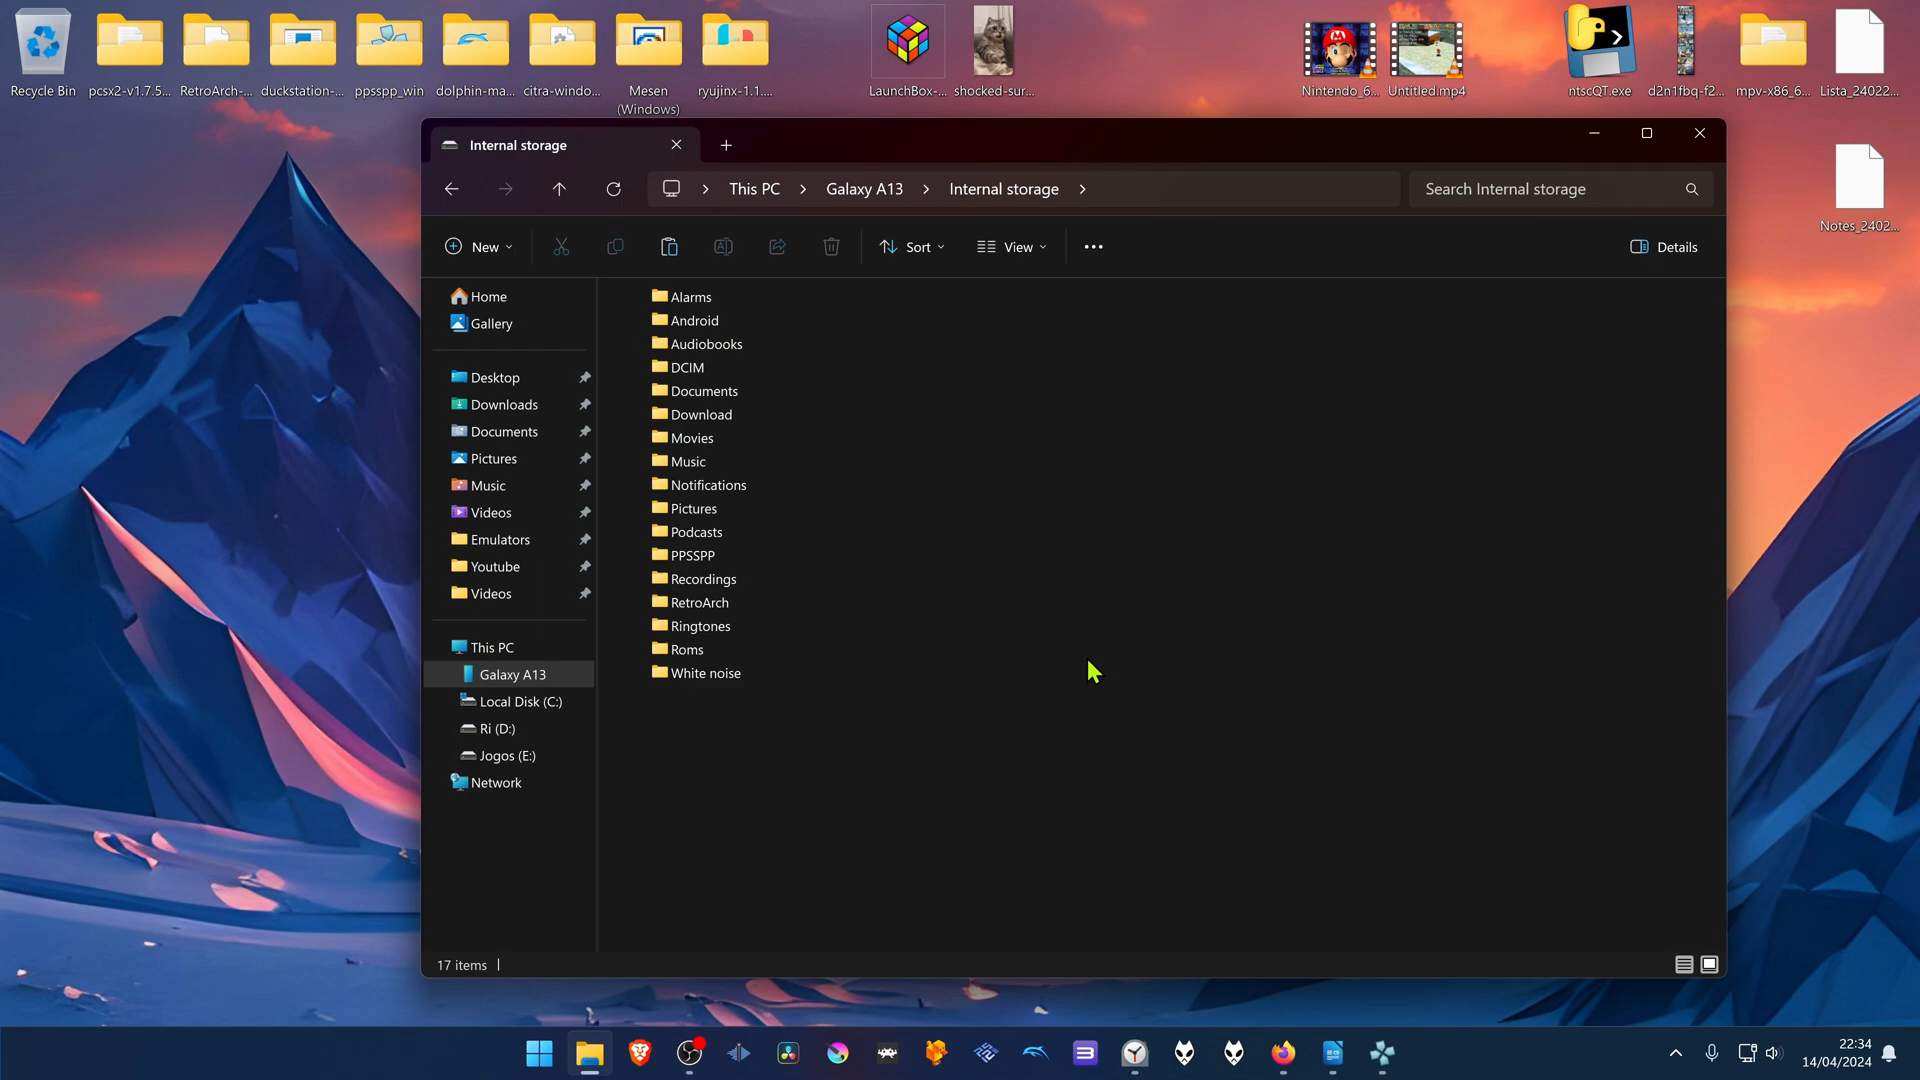 Recycle Bin
pcsx2-v1.7.5...
RetroArch-...
duckstation-...
ppsspp_win
dolphin-ma...
citra-windo...
Mesen
(Windows)
ryujinx-1.1....
LaunchBox-...
shocked-sur...
Nintendo_6...
Untitled.mp4
ntscQT.exe
d2n1fbq-f2...
mpv-x86_6...
Lista_24022...
Notes_2402...
Internal storage
This PC
Galaxy A13
Internal storage
Search Internal storage
New
Sort
View
Details
Home
Gallery
Desktop
Downloads
Documents
Pictures
Music
Videos
Emulators
Youtube
Videos
This PC
Galaxy A13
Local Disk (C:)
Ri (D:)
Jogos (E:)
Network
Alarms
Android
Audiobooks
DCIM
Documents
Download
Movies
Music
Notifications
Pictures
Podcasts
PPSSPP
Recordings
RetroArch
Ringtones
Roms
White noise
17 items
22:34
14/04/2024